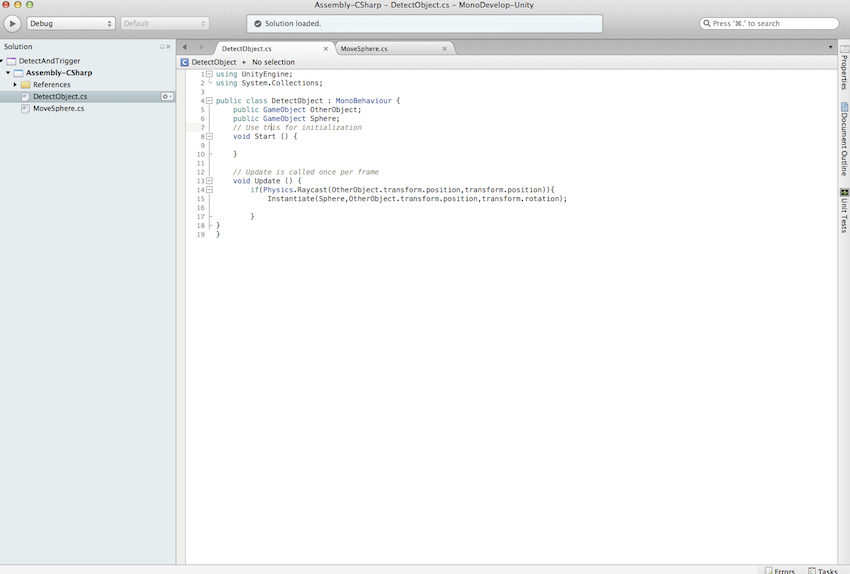 Assembly-CSharp – DetectObject.cs – MonoDevelop-Unity
Debug
Default
Solution loaded.
Press '⌘.' to search
Solution
DetectAndTrigger
Assembly-CSharp
References
DetectObject.cs
MoveSphere.cs
DetectObject.cs
MoveSphere.cs
DetectObject ▸ No selection
1 using UnityEngine;
2 using System.Collections;
3
4 public class DetectObject : MonoBehaviour {
5 public GameObject OtherObject;
6 public GameObject Sphere;
7 // Use this for initialization
8 void Start () {
9
10 }
11
12 // Update is called once per frame
13 void Update () {
14 if(Physics.Raycast(OtherObject.transform.position,transform.position)){
15 Instantiate(Sphere,OtherObject.transform.position,transform.rotation);
16
17 }
18 }
19 }
Properties
Document Outline
Unit Tests
Errors
Tasks